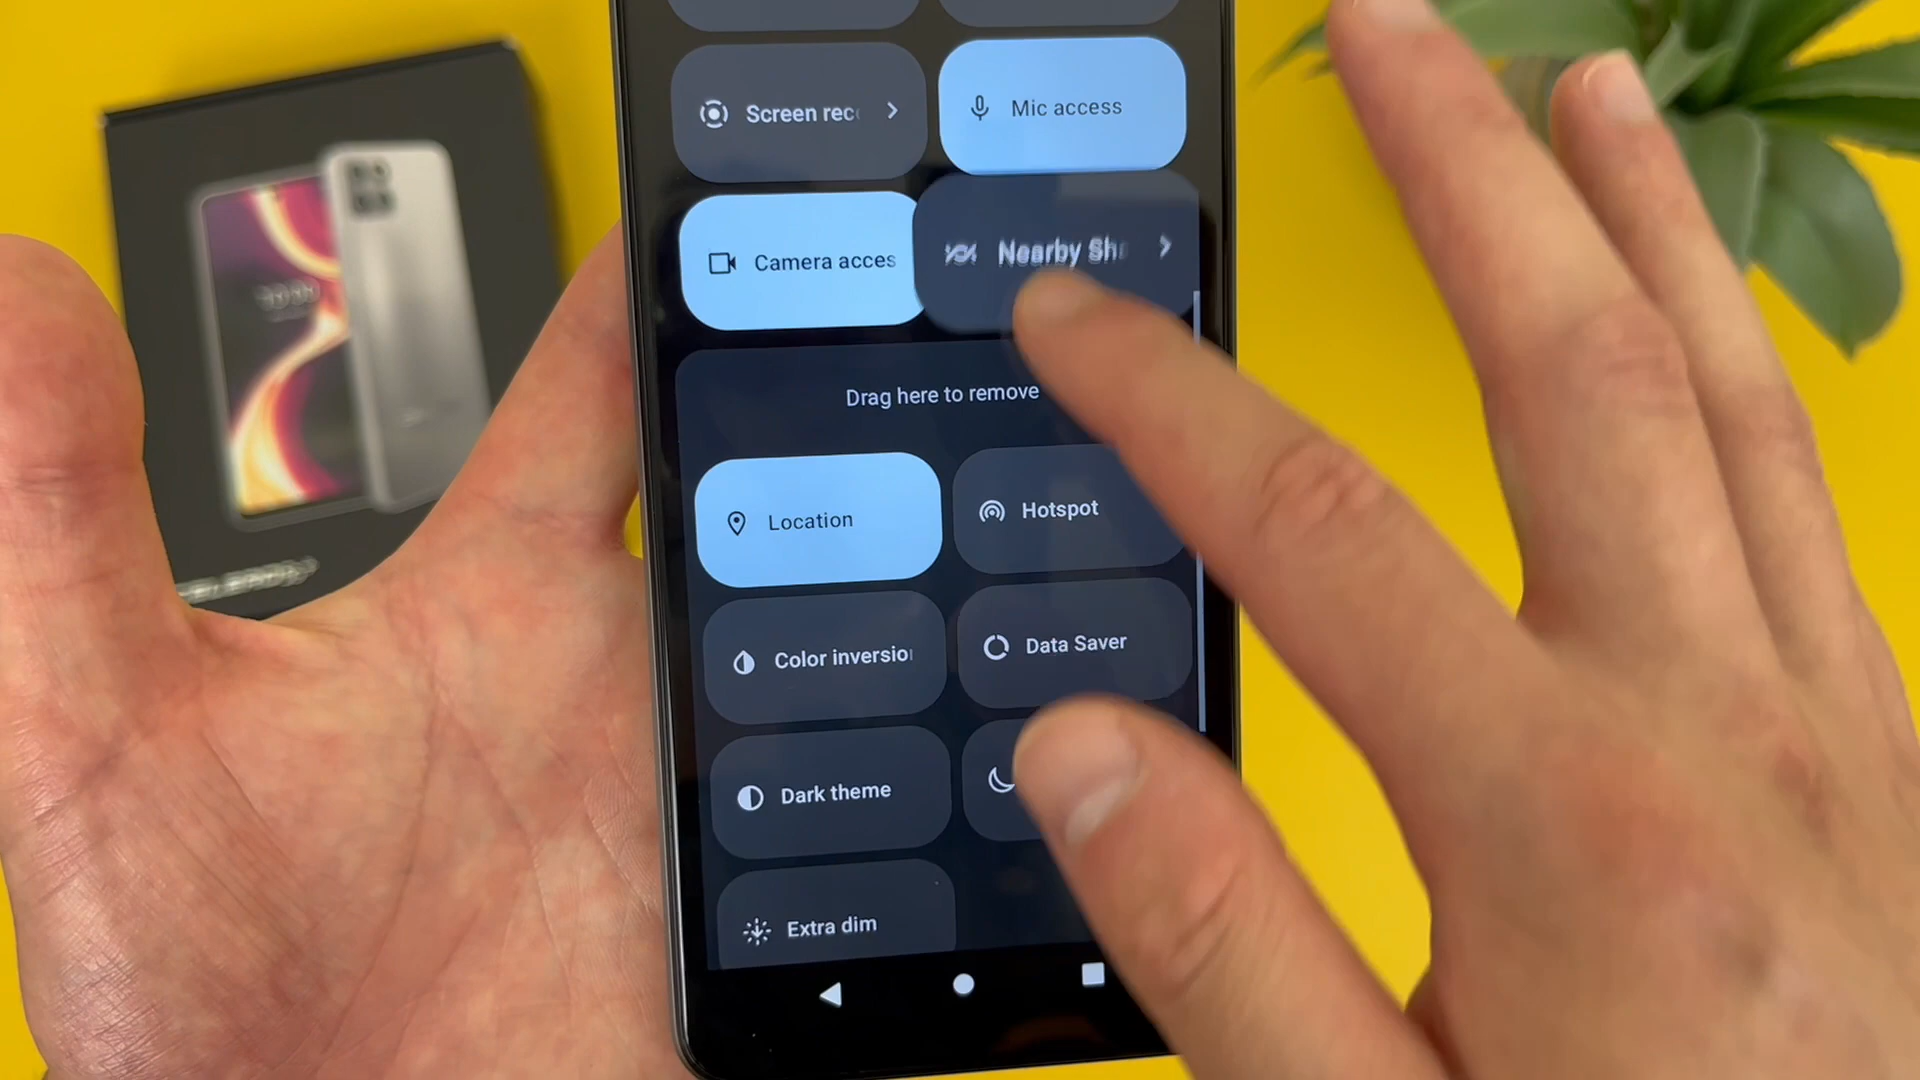 Screen rec
Mic access
Camera acces
Nearby Sh
Drag here to remove
Location
Hotspot
Color inversio
Data Saver
Dark theme
Extra dim